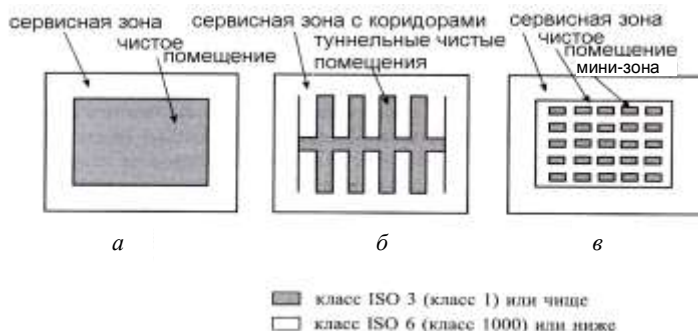 сервисная зона
чистое
помещение
сервисная зона с коридорами
туннельные чистые
помещения
сервисная зона
чистое
помещение
мини-зона
а
б
в
класс ISO 3 (класс 1) или чище
класс ISO 6 (класс 1000) или ниже